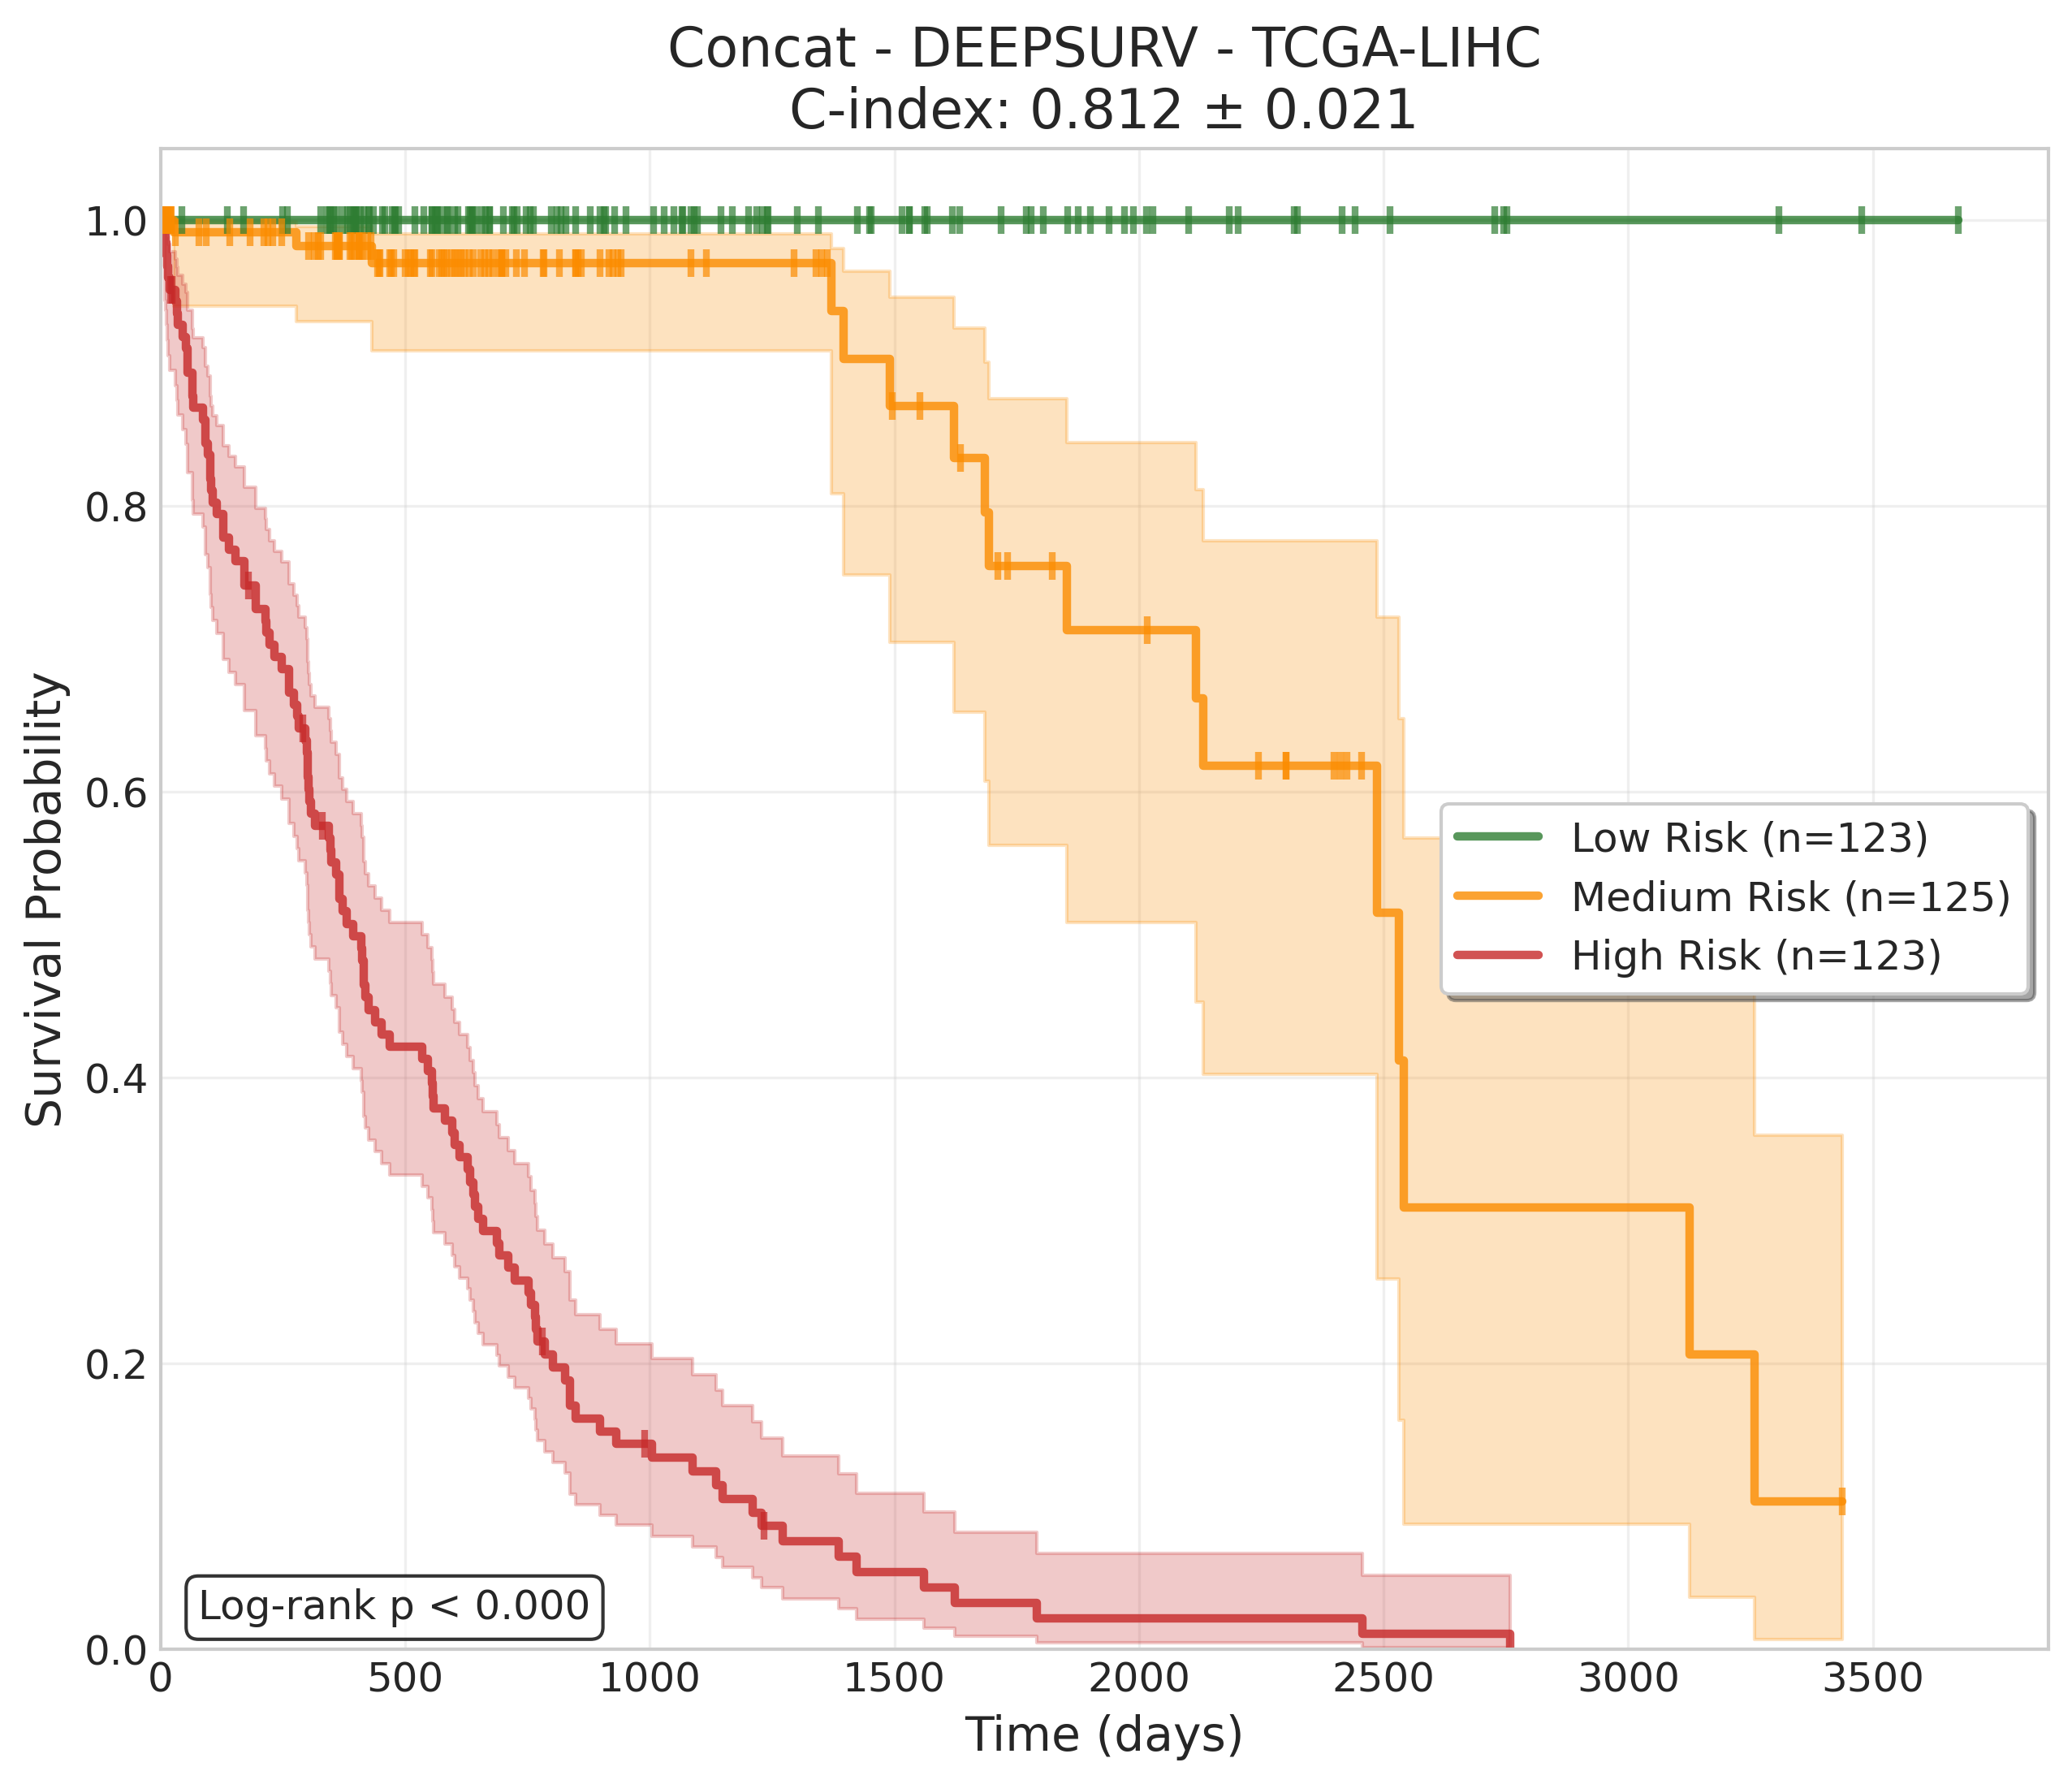 Concat - DEEPSURV - TCGA-LIHC
C-index: 0.812 ± 0.021
Survival Probability
1.0
0.8
0.6
0.4
0.2
0.0
Low Risk (n=123)
Medium Risk (n=125)
High Risk (n=123)
Log-rank p < 0.000
0 500 1000 1500 2000 2500 3000 3500
Time (days)